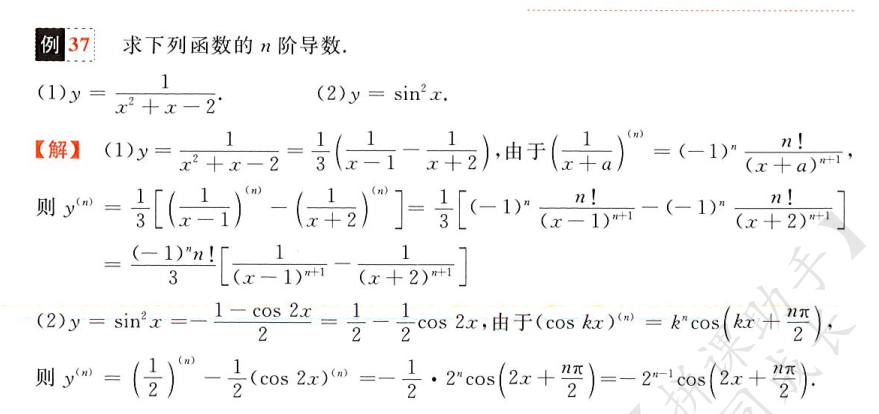 例 37 求下列函数的 n 阶导数.
(1) y = \frac{1}{x^2 + x - 2}. (2) y = \sin^2 x.
【解】 (1) y = \frac{1}{x^2 + x - 2} = \frac{1}{3}\left(\frac{1}{x-1} - \frac{1}{x+2}\right), 由于 \left(\frac{1}{x+a}\right)^{(n)} = (-1)^n \frac{n!}{(x+a)^{n+1}},
则 y^{(n)} = \frac{1}{3}\left[\left(\frac{1}{x-1}\right)^{(n)} - \left(\frac{1}{x+2}\right)^{(n)}\right] = \frac{1}{3}\left[(-1)^n \frac{n!}{(x-1)^{n+1}} - (-1)^n \frac{n!}{(x+2)^{n+1}}\right]
= \frac{(-1)^n n!}{3}\left[\frac{1}{(x-1)^{n+1}} - \frac{1}{(x+2)^{n+1}}\right]
(2) y = \sin^2 x = -\frac{1 - \cos 2x}{2} = \frac{1}{2} - \frac{1}{2}\cos 2x, 由于 (\cos kx)^{(n)} = k^n \cos\left(kx + \frac{n\pi}{2}\right),
则 y^{(n)} = \left(\frac{1}{2}\right)^{(n)} - \frac{1}{2}(\cos 2x)^{(n)} = -\frac{1}{2} \cdot 2^n \cos\left(2x + \frac{n\pi}{2}\right) = -2^{n-1} \cos\left(2x + \frac{n\pi}{2}\right).
【拼课助手】
同成长